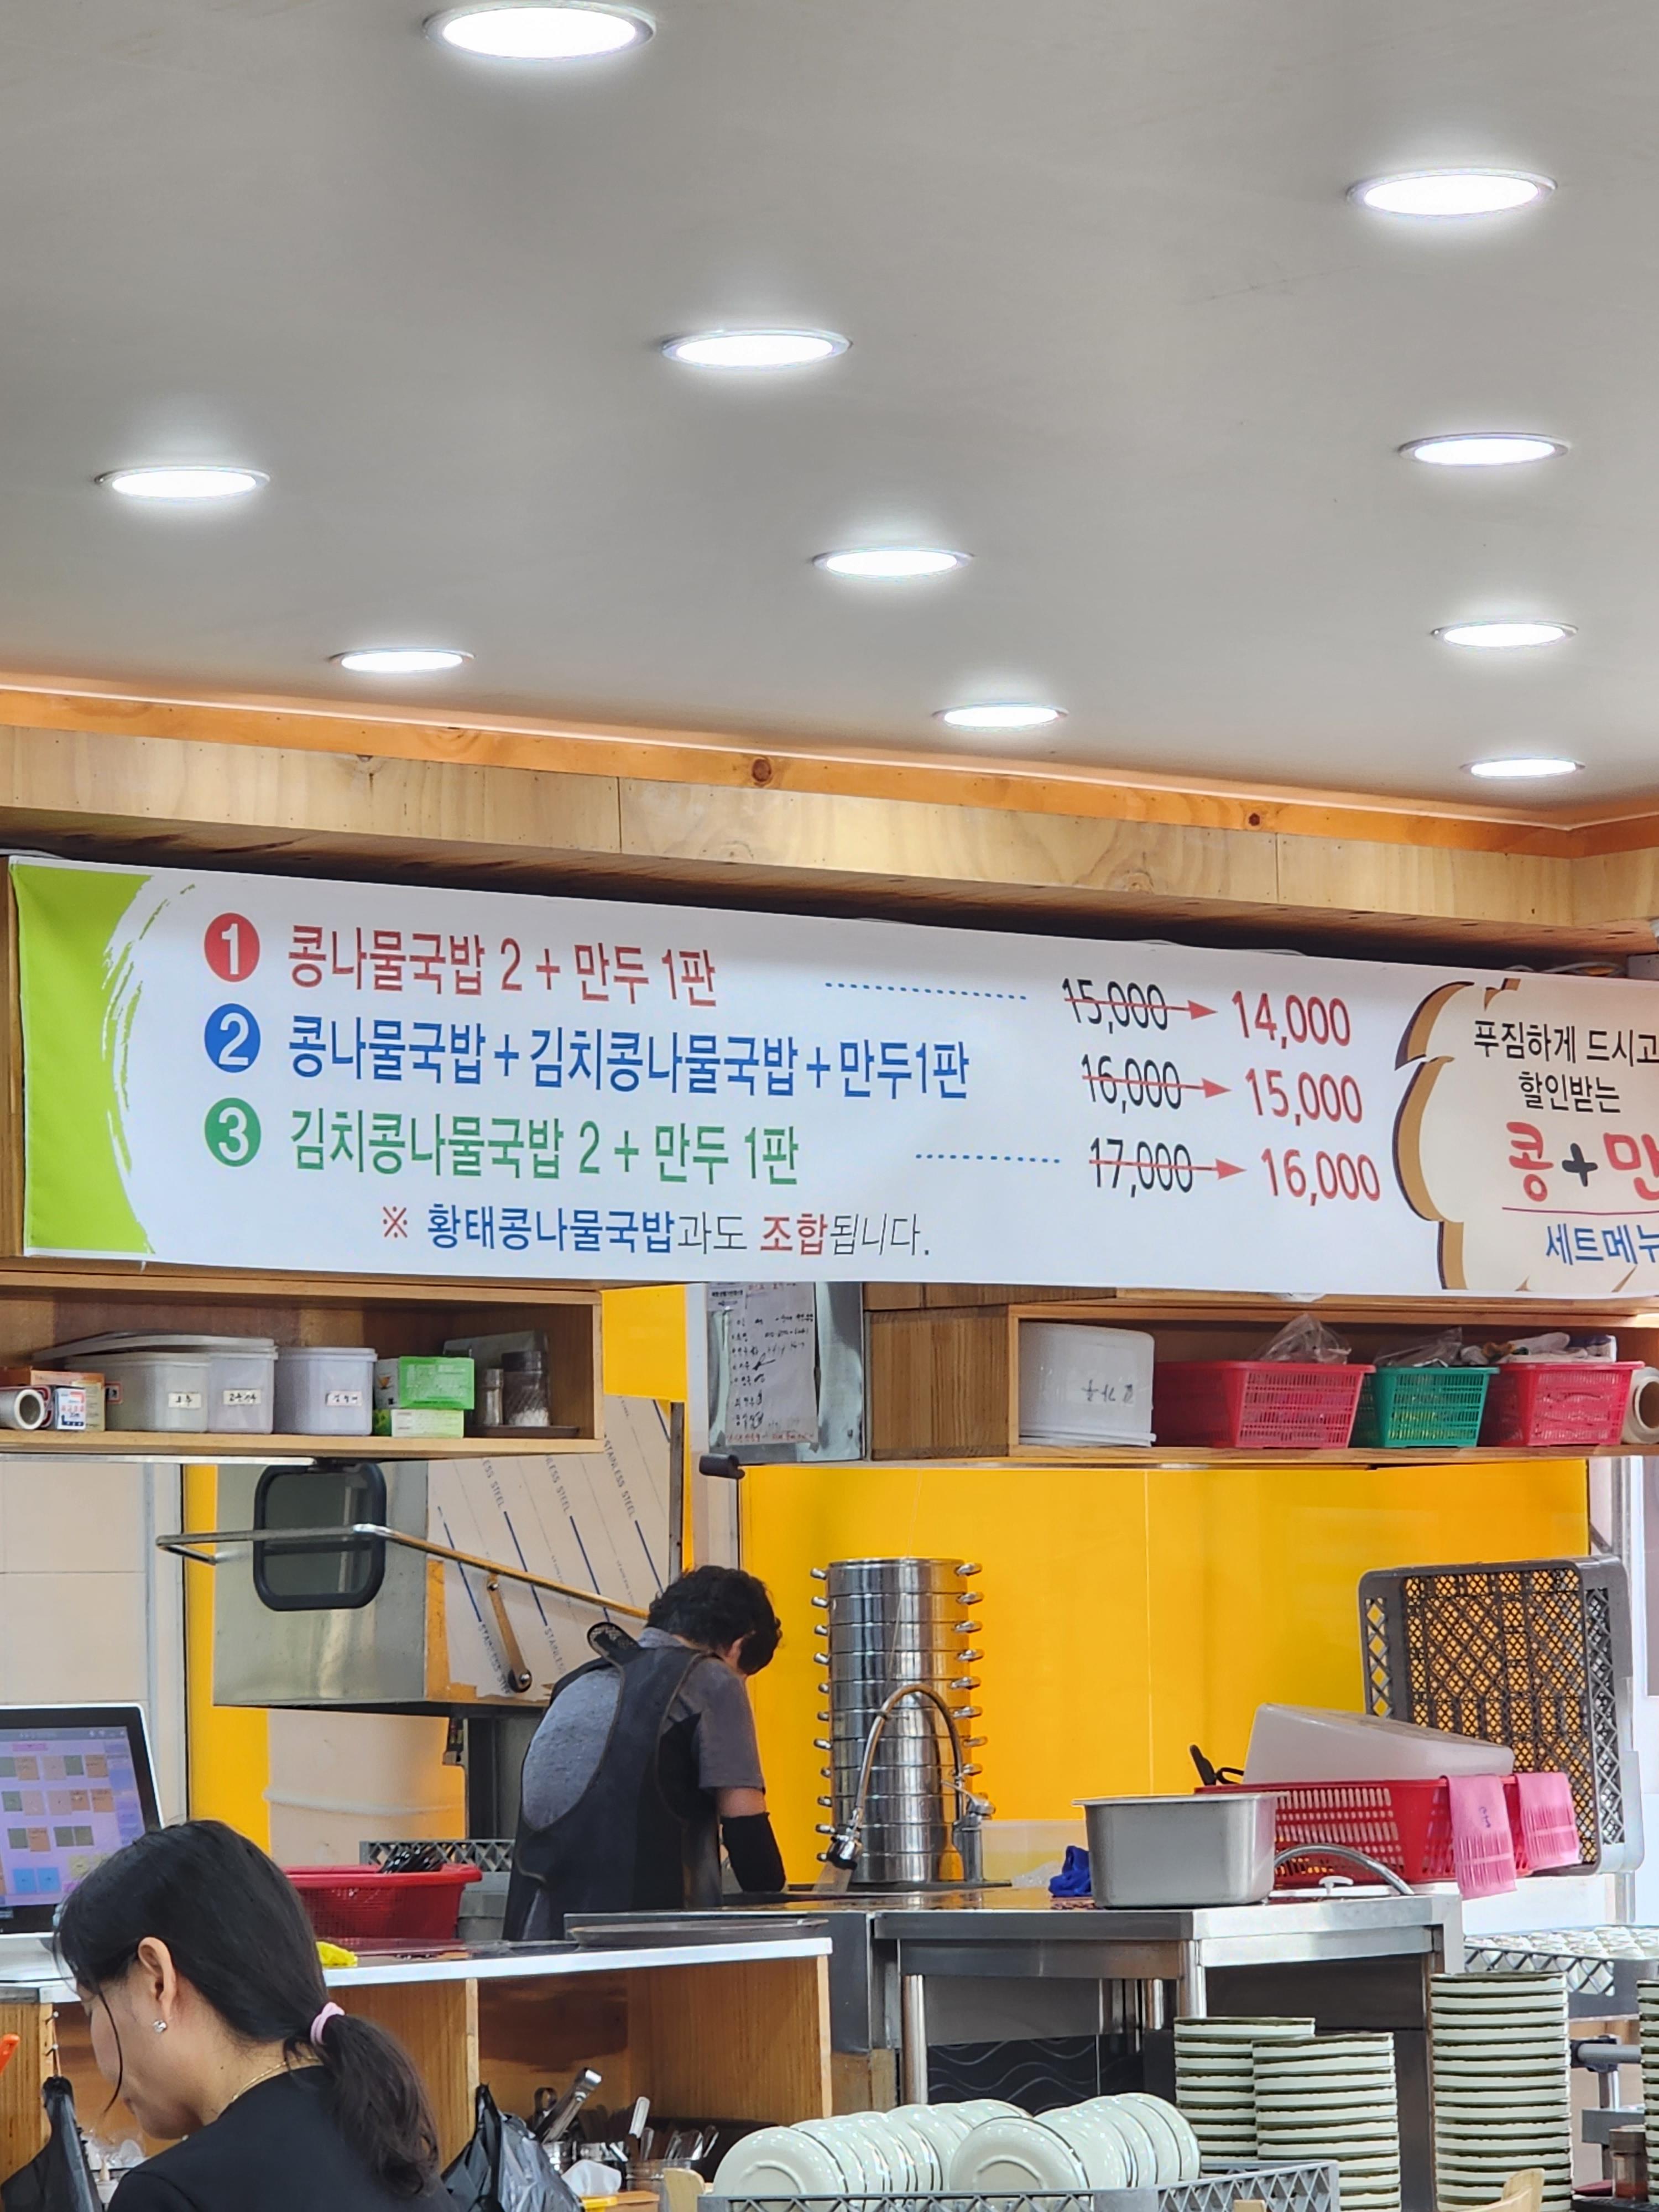 1 콩나물국밥 2 + 만두 1판 15,000 → 14,000
2 콩나물국밥 + 김치콩나물국밥 + 만두1판 16,000 → 15,000
3 김치콩나물국밥 2 + 만두 1판 17,000 → 16,000
※ 황태콩나물국밥과도 조합됩니다.
푸짐하게 드시고
할인받는
콩+만
세트메뉴
STAINLESS STEEL
STAINLESS STEEL